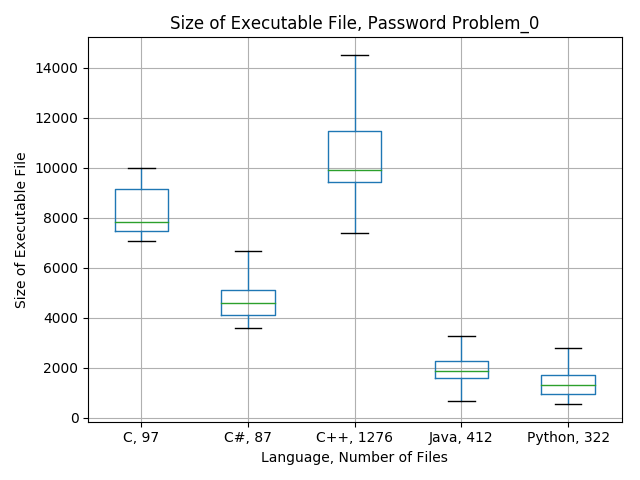 Size of Executable File, Password Problem_0
Size of Executable File
14000
12000
10000
8000
6000
4000
2000
0
C, 97
C#, 87
C++, 1276
Java, 412
Python, 322
Language, Number of Files